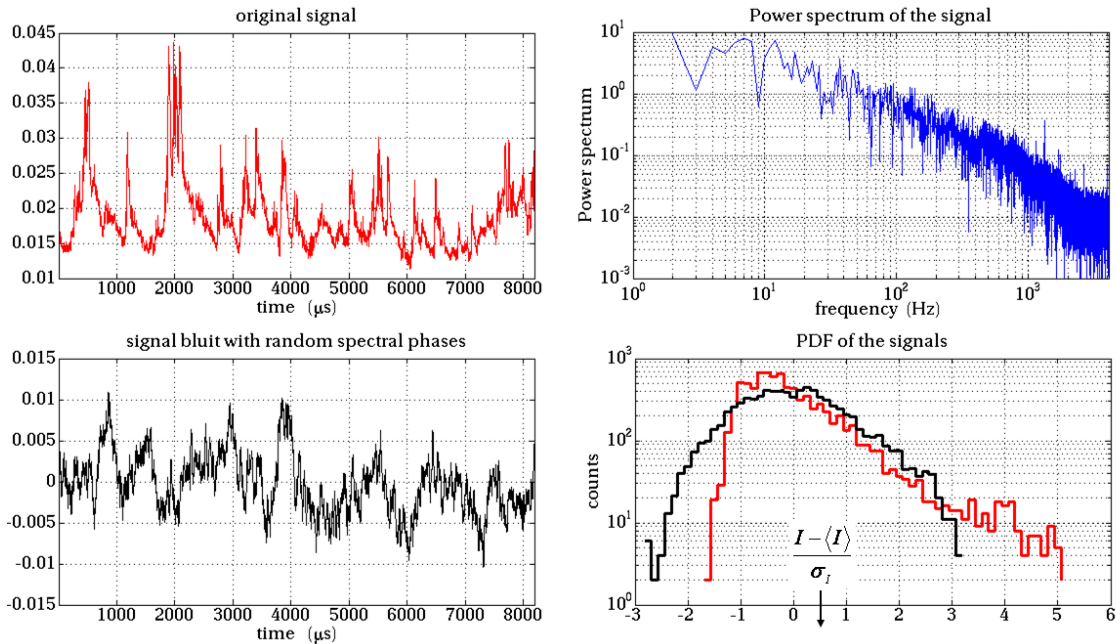 original signal
0.045
0.04
0.035
0.03
0.025
0.02
0.015
0.01
1000 2000 3000 4000 5000 6000 7000 8000
time (μs)
Power spectrum of the signal
Power spectrum
10¹
10⁰
10⁻¹
10⁻²
10⁻³
10⁰ 10¹ 10² 10³
frequency (Hz)
signal bluit with random spectral phases
0.015
0.01
0.005
0
-0.005
-0.01
-0.015
1000 2000 3000 4000 5000 6000 7000 8000
time (μs)
PDF of the signals
counts
10³
10²
10¹
10⁰
I − ⟨I⟩
σ_I
-3 -2 -1 0 1 2 3 4 5 6